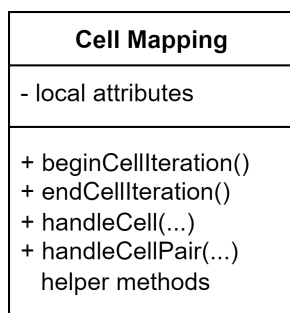 Cell Mapping
- local attributes
+ beginCellIteration()
+ endCellIteration()
+ handleCell(...)
+ handleCellPair(...)
helper methods